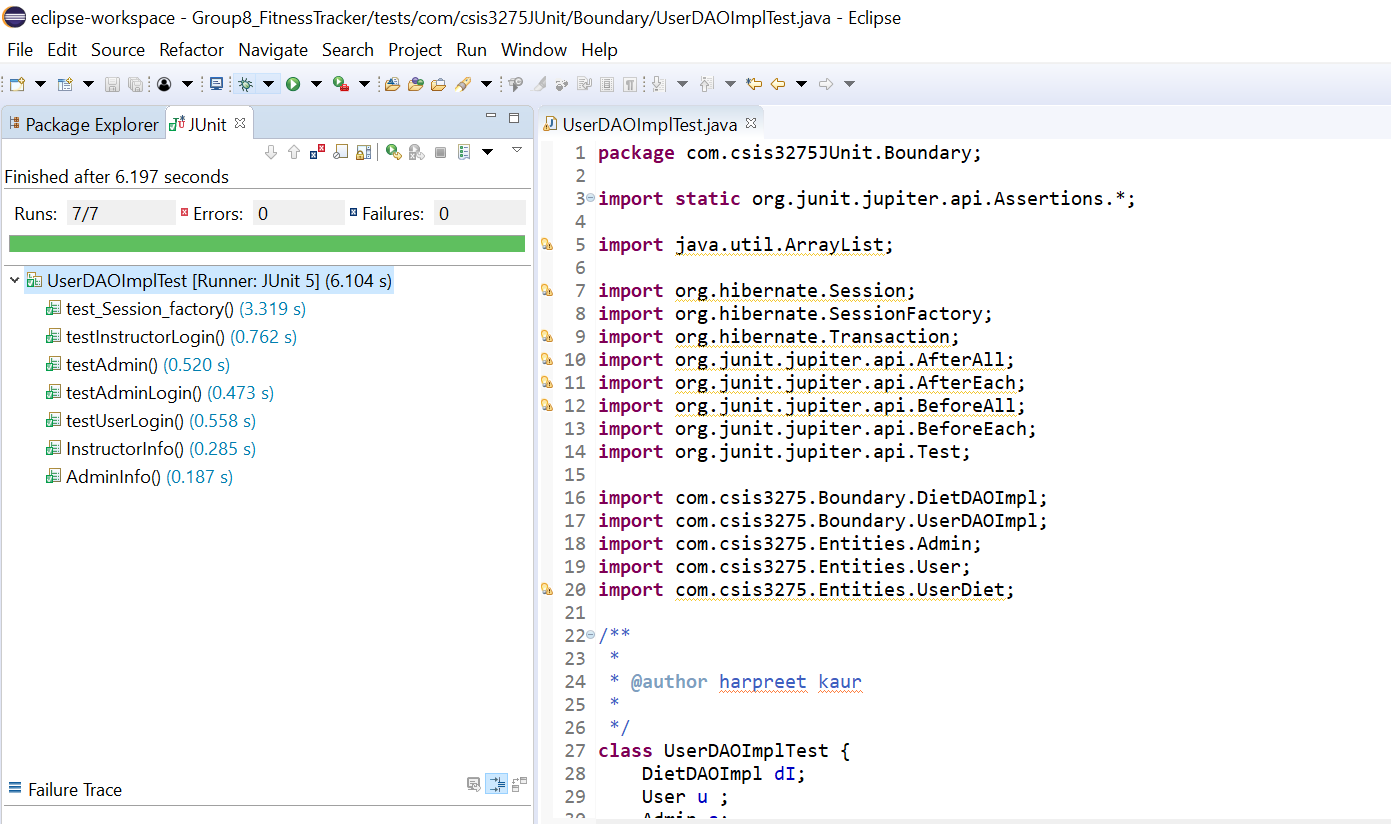 eclipse-workspace - Group8_FitnessTracker/tests/com/csis3275JUnit/Boundary/UserDAOImplTest.java - Eclipse
File Edit Source Refactor Navigate Search Project Run Window Help
Package Explorer JUnit
Finished after 6.197 seconds
Runs: 7/7 Errors: 0 Failures: 0
UserDAOImplTest [Runner: JUnit 5] (6.104 s)
test_Session_factory() (3.319 s)
testInstructorLogin() (0.762 s)
testAdmin() (0.520 s)
testAdminLogin() (0.473 s)
testUserLogin() (0.558 s)
InstructorInfo() (0.285 s)
AdminInfo() (0.187 s)
Failure Trace
UserDAOImplTest.java
1 package com.csis3275JUnit.Boundary;
2
3 import static org.junit.jupiter.api.Assertions.*;
4
5 import java.util.ArrayList;
6
7 import org.hibernate.Session;
8 import org.hibernate.SessionFactory;
9 import org.hibernate.Transaction;
10 import org.junit.jupiter.api.AfterAll;
11 import org.junit.jupiter.api.AfterEach;
12 import org.junit.jupiter.api.BeforeAll;
13 import org.junit.jupiter.api.BeforeEach;
14 import org.junit.jupiter.api.Test;
15
16 import com.csis3275.Boundary.DietDAOImpl;
17 import com.csis3275.Boundary.UserDAOImpl;
18 import com.csis3275.Entities.Admin;
19 import com.csis3275.Entities.User;
20 import com.csis3275.Entities.UserDiet;
21
22 /**
23 *
24 * @author harpreet kaur
25 *
26 */
27 class UserDAOImplTest {
28 DietDAOImpl dI;
29 User u ;